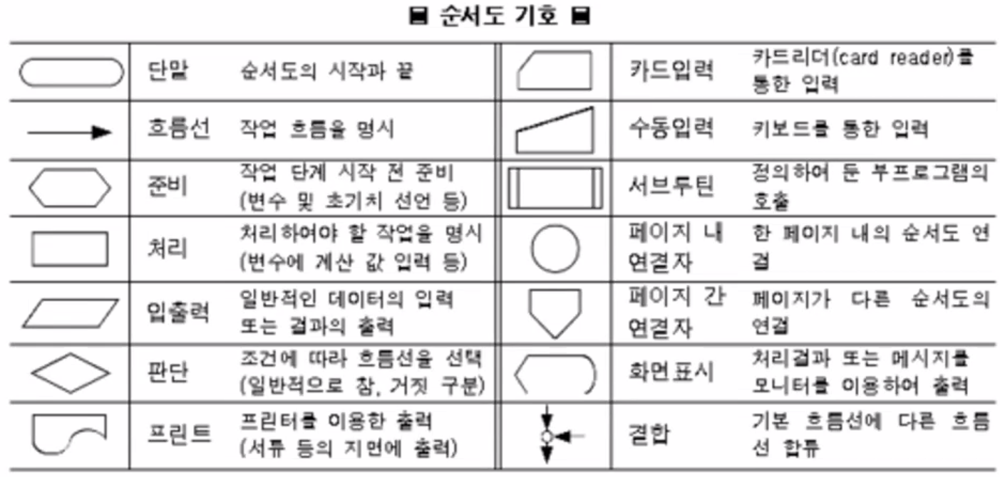 순서도 기호
단말 순서도의 시작과 끝
카드입력 카드리더(card reader)를
통한 입력
흐름선 작업 흐름을 명시
수동입력 키보드를 통한 입력
준비 작업 단계 시작 전 준비
(변수 및 초기치 선언 등)
서브루틴 정의하여 둔 부프로그램의
호출
처리 처리하여야 할 작업을 명시
(변수에 계산 값 입력 등)
페이지 내 한 페이지 내의 순서도 연
연결자 결
입출력 일반적인 데이터의 입력
또는 결과의 출력
페이지 간 페이지가 다른 순서도의
연결자 연결
판단 조건에 따라 흐름선을 선택
(일반적으로 참, 거짓 구분)
화면표시 처리결과 또는 메시지를
모니터를 이용하여 출력
프린트 프린터를 이용한 출력
(서류 등의 지면에 출력)
결합 기본 흐름선에 다른 흐름
선 합류